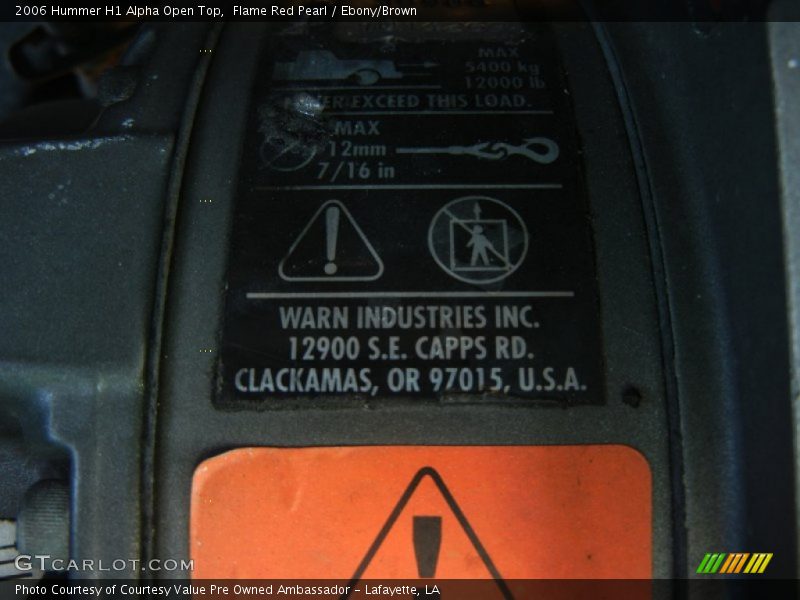 2006 Hummer H1 Alpha Open Top, Flame Red Pearl / Ebony/Brown
MAX
5400 kg
12000 lb
EXCEED THIS LOAD.
MAX
12mm
7/16 in
WARN INDUSTRIES INC.
12900 S.E. CAPPS RD.
CLACKAMAS, OR 97015, U.S.A.
GTCARLOT.COM
Photo Courtesy of Courtesy Value Pre Owned Ambassador - Lafayette, LA